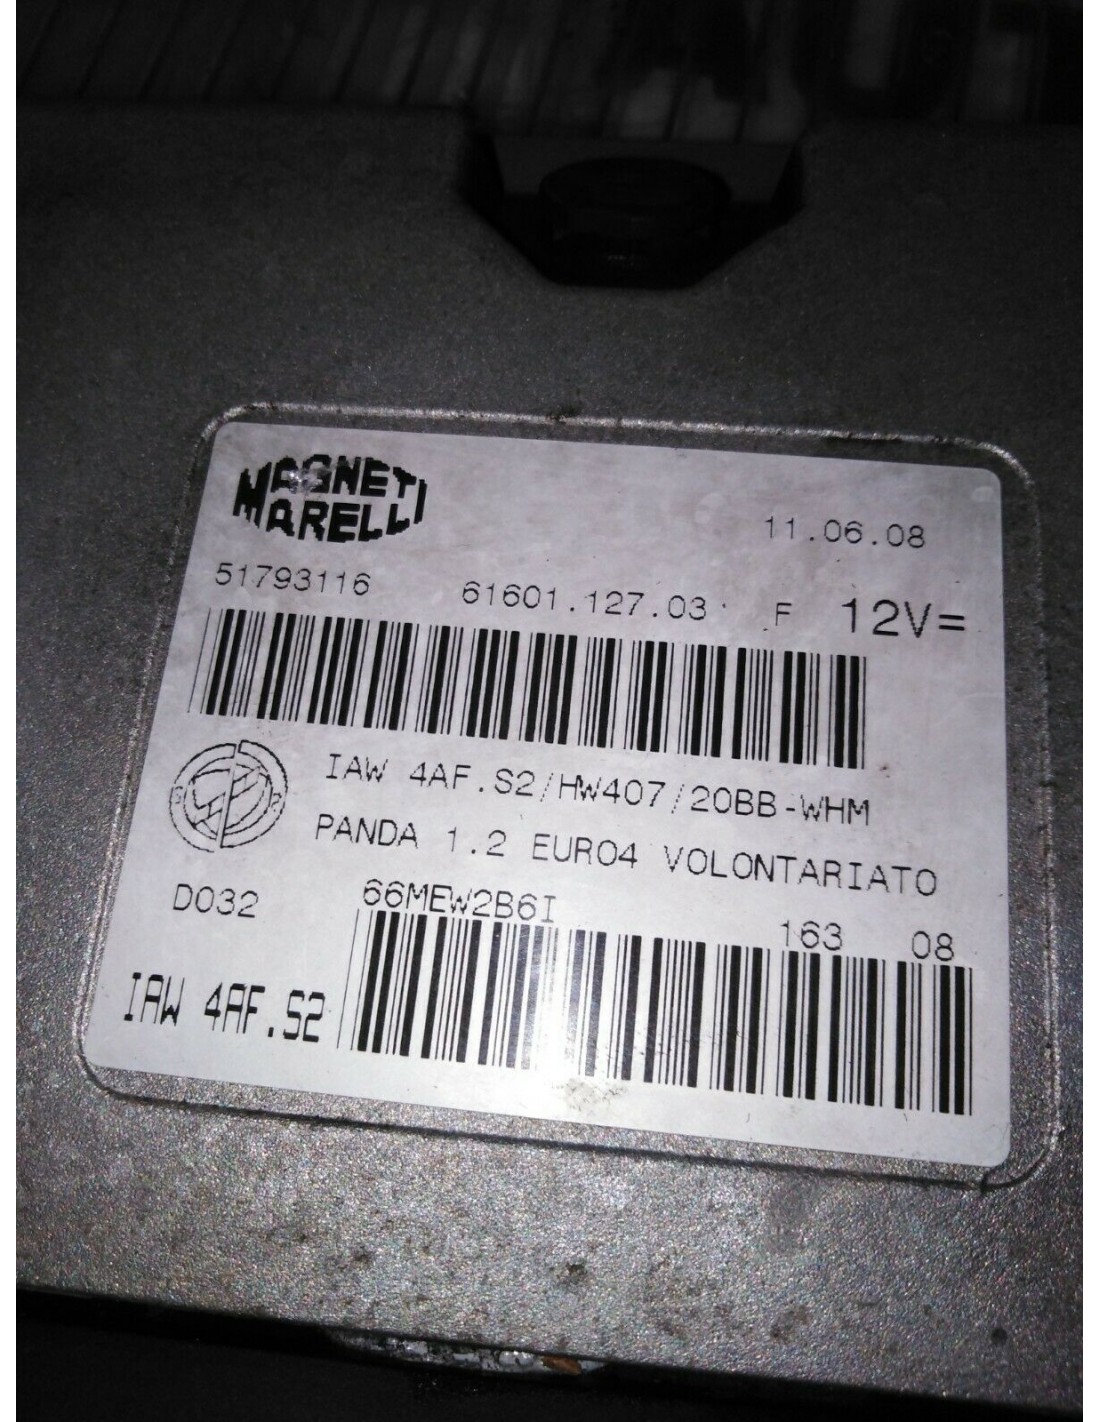 MAGNETI
MARELLI
11.06.08
51793116 61601.127.03 F 12V=
IAW 4AF.S2/HW407/20BB-WHM
PANDA 1.2 EURO4 VOLONTARIATO
D032 66MEW2B6I 163 08
IAW 4AF.S2